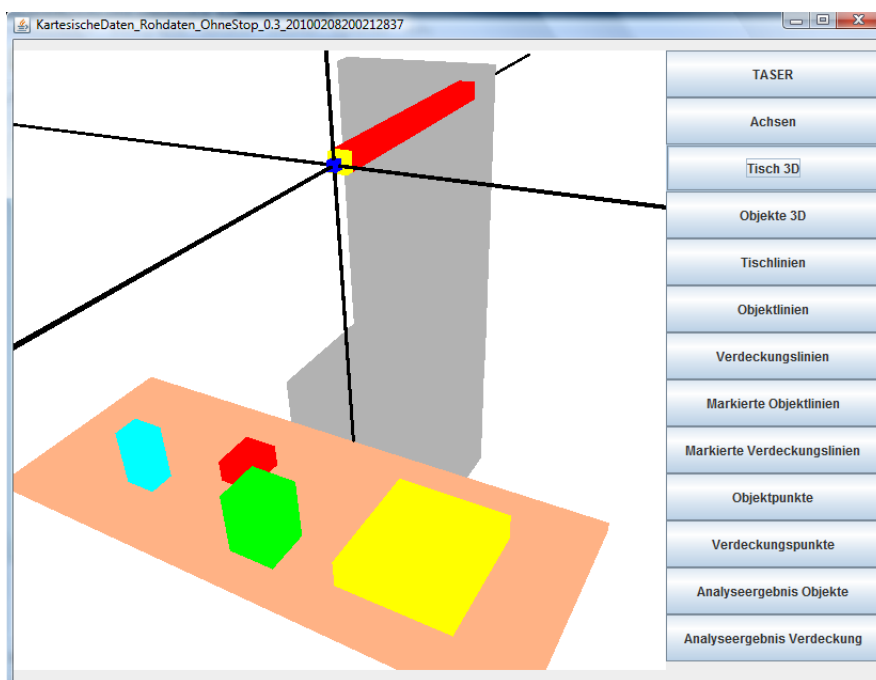 KartesischeDaten_Rohdaten_OhneStop_0.3_20100208200212837
TASER
Achsen
Tisch 3D
Objekte 3D
Tischlinien
Objektlinien
Verdeckungslinien
Markierte Objektlinien
Markierte Verdeckungslinien
Objektpunkte
Verdeckungspunkte
Analyseergebnis Objekte
Analyseergebnis Verdeckung